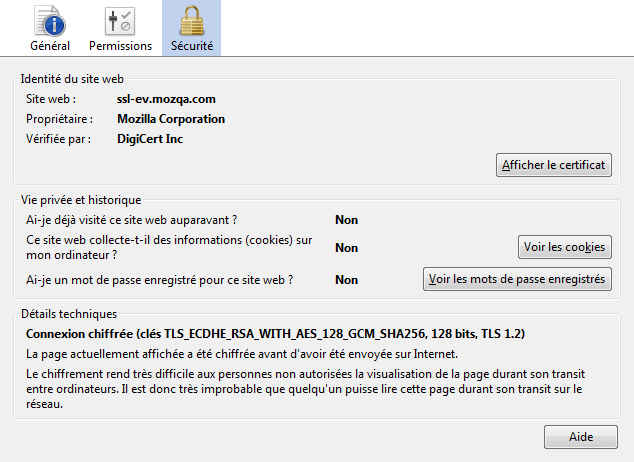 Général
Permissions
Sécurité
Identité du site web
Site web :
ssl-ev.mozqa.com
Propriétaire :
Mozilla Corporation
Vérifiée par :
DigiCert Inc
Afficher le certificat
Vie privée et historique
Ai-je déjà visité ce site web auparavant ?
Non
Ce site web collecte-t-il des informations (cookies) sur
mon ordinateur ?
Non
Voir les cookies
Ai-je un mot de passe enregistré pour ce site web ?
Non
Voir les mots de passe enregistrés
Détails techniques
Connexion chiffrée (clés TLS_ECDHE_RSA_WITH_AES_128_GCM_SHA256, 128 bits, TLS 1.2)
La page actuellement affichée a été chiffrée avant d'avoir été envoyée sur Internet.
Le chiffrement rend très difficile aux personnes non autorisées la visualisation de la page durant son transit
entre ordinateurs. Il est donc très improbable que quelqu'un puisse lire cette page durant son transit sur le
réseau.
Aide